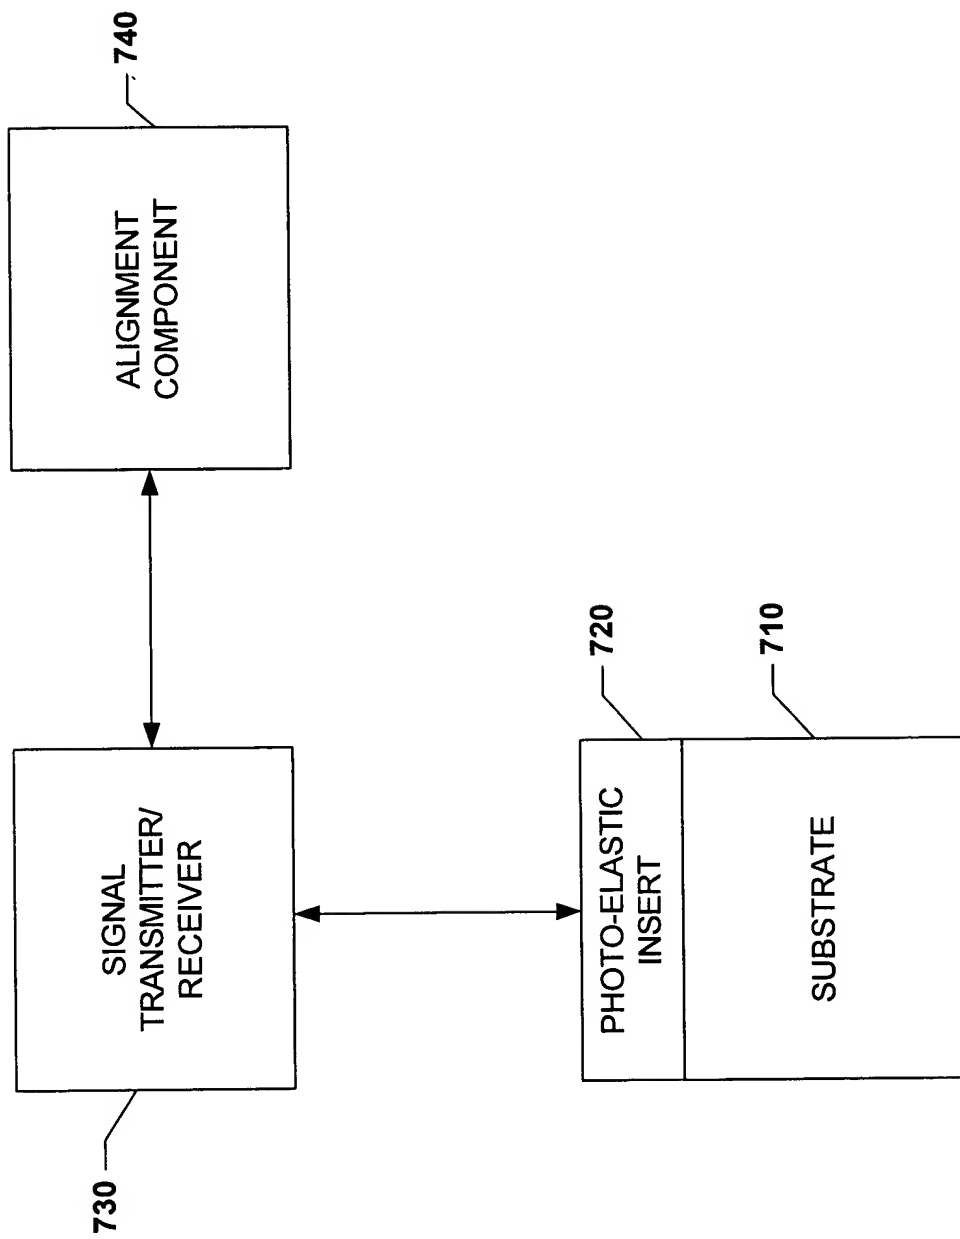 730
SIGNAL
TRANSMITTER/
RECEIVER
ALIGNMENT
COMPONENT
740
PHOTO-ELASTIC
INSERT
720
SUBSTRATE
710